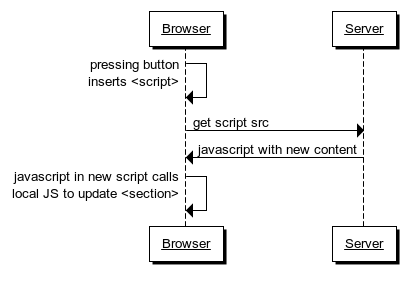 Browser
Server
pressing button
inserts <script>
get script src
javascript with new content
javascript in new script calls
local JS to update <section>
Browser
Server